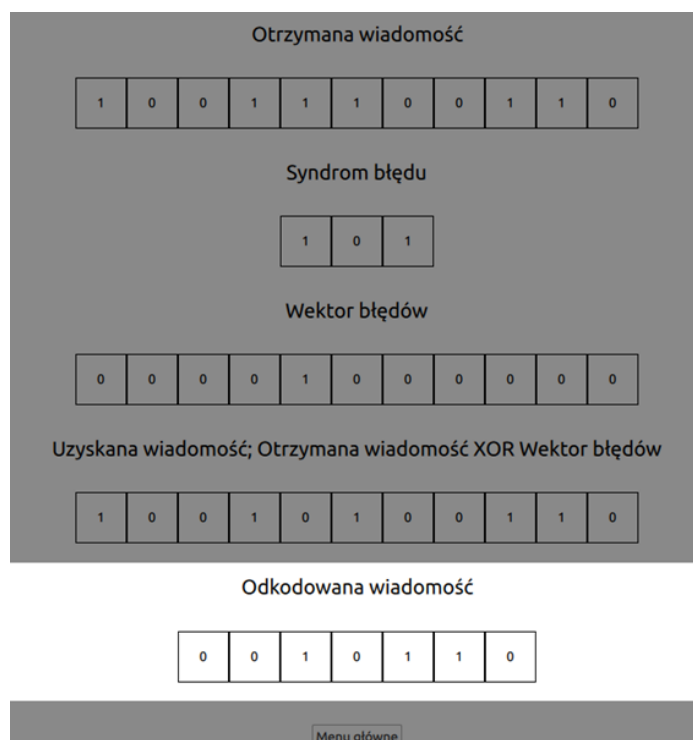 Otrzymana wiadomość
1 0 0 1 1 1 0 0 1 1 0
Syndrom błędu
1 0 1
Wektor błędów
0 0 0 0 1 0 0 0 0 0 0
Uzyskana wiadomość; Otrzymana wiadomość XOR Wektor błędów
1 0 0 1 0 1 0 0 1 1 0
Odkodowana wiadomość
0 0 1 0 1 1 0
Menu główne